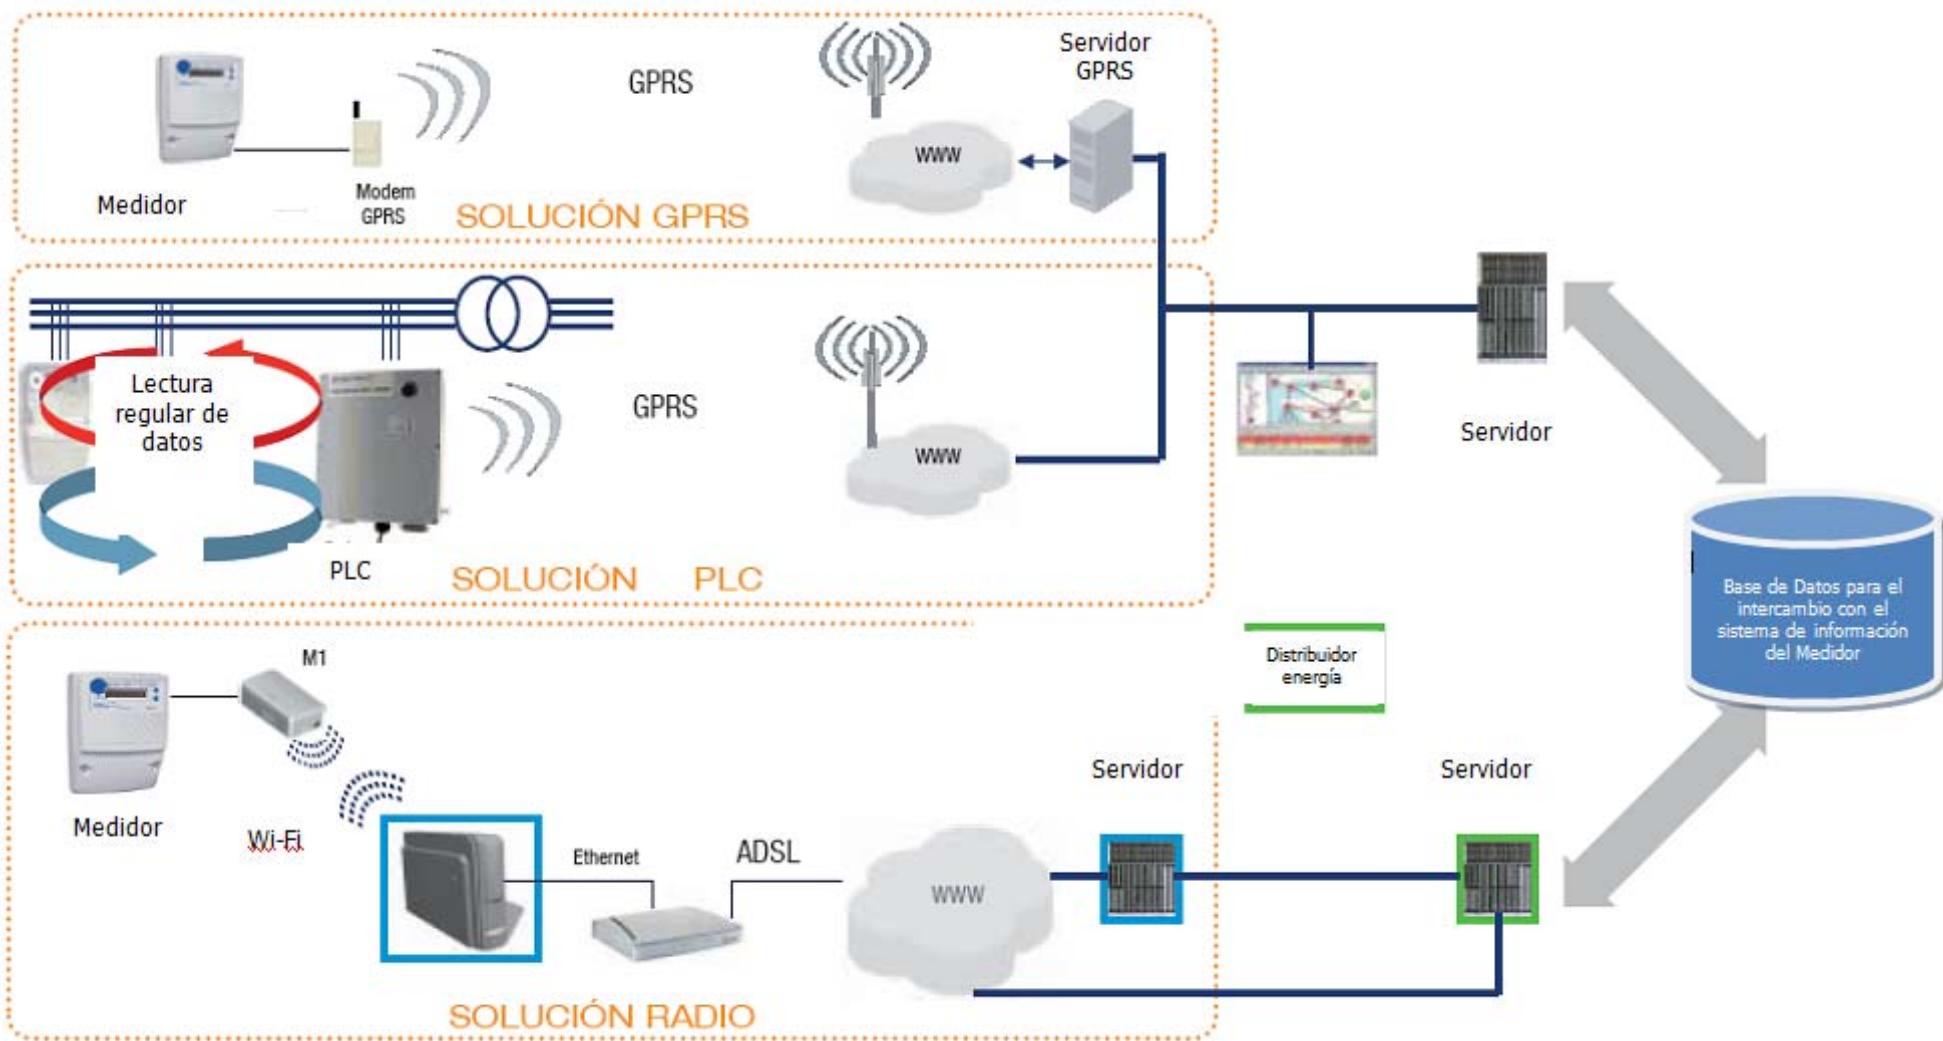 Servidor
GPRS
GPRS
WWW
Medidor
Modem
GPRS
SOLUCIÓN GPRS
Lectura
regular de
datos
GPRS
WWW
PLC
SOLUCIÓN PLC
Servidor
Base de Datos para el
intercambio con el
sistema de información
del Medidor
Distribuidor
energía
M1
Medidor
Wi-Fi
Ethernet
ADSL
WWW
Servidor
Servidor
SOLUCIÓN RADIO